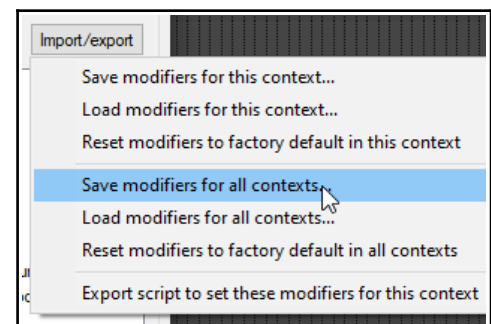 Import/export
Save modifiers for this context...
Load modifiers for this context...
Reset modifiers to factory default in this context
Save modifiers for all contexts...
Load modifiers for all contexts...
Reset modifiers to factory default in all contexts
Export script to set these modifiers for this context